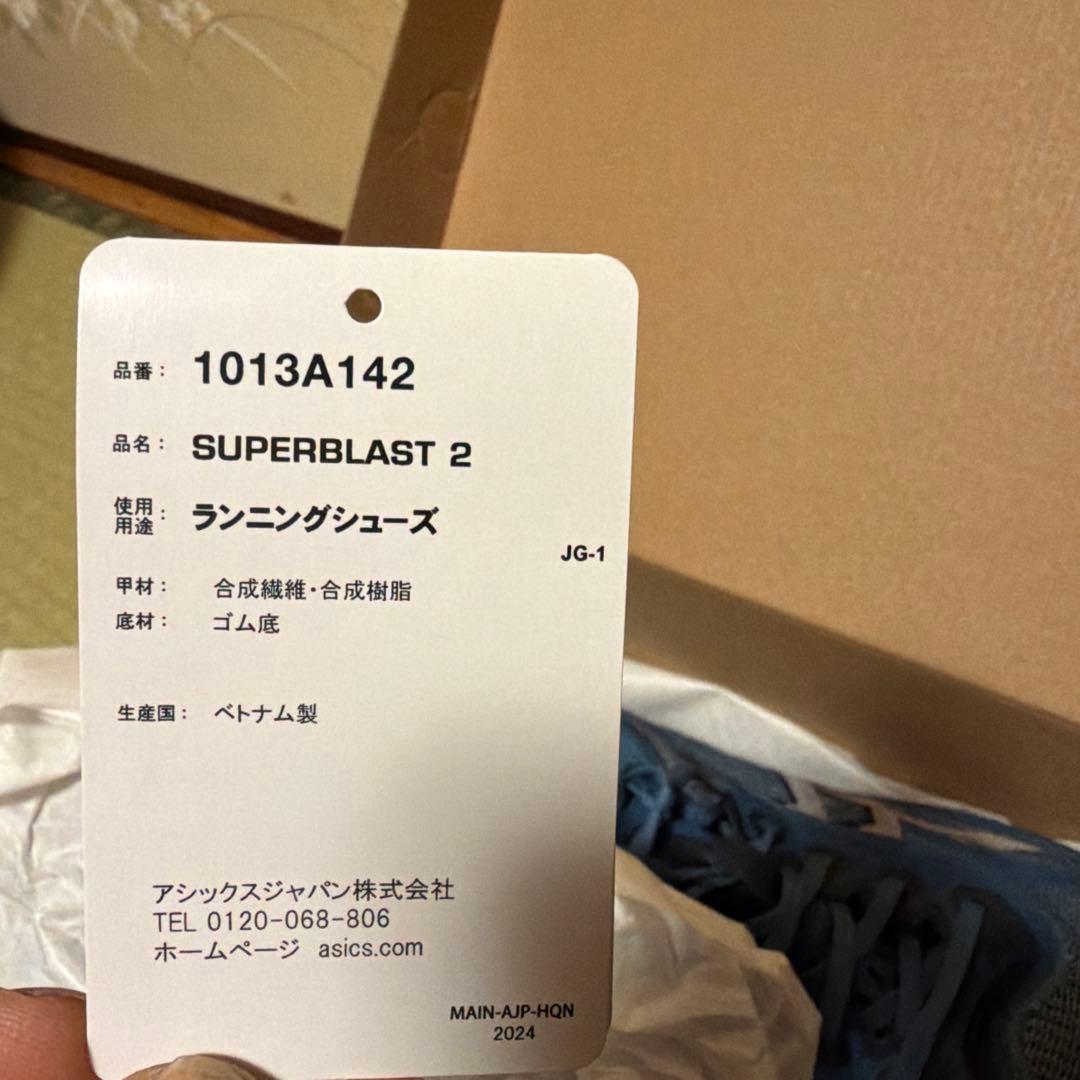 品番： 1013A142
品名： SUPERBLAST 2
使用用途： ランニングシューズ
JG-1
甲材： 合成繊維・合成樹脂
底材： ゴム底
生産国： ベトナム製
アシックスジャパン株式会社
TEL 0120-068-806
ホームページ asics.com
MAIN-AJP-HQN
2024